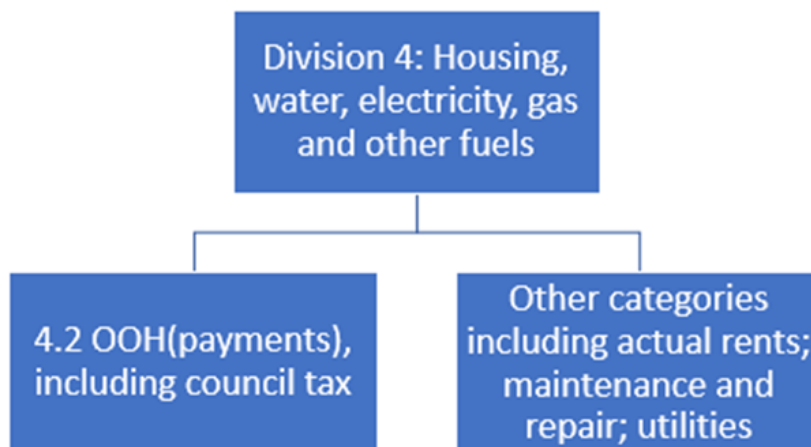 Division 4: Housing,
water, electricity, gas
and other fuels
4.2 OOH(payments),
including council tax
Other categories
including actual rents;
maintenance and
repair; utilities